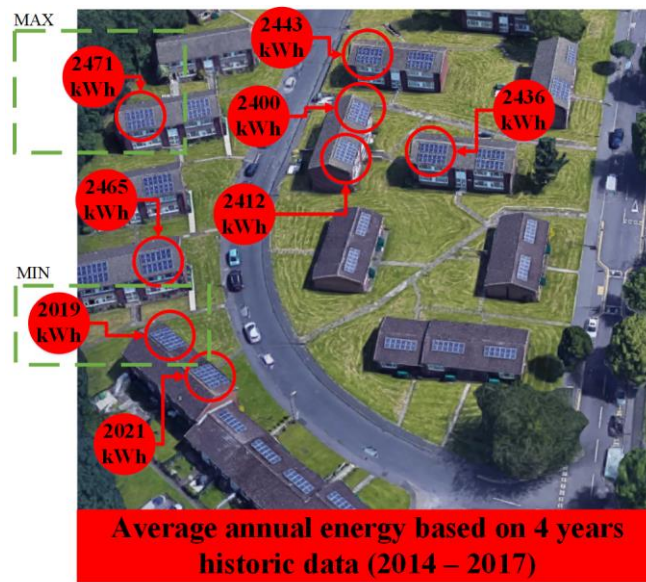 MAX
2443
kWh
2471
kWh
2400
kWh
2436
kWh
2465
kWh
2412
kWh
MIN
2019
kWh
2021
kWh
Average annual energy based on 4 years
historic data (2014 – 2017)